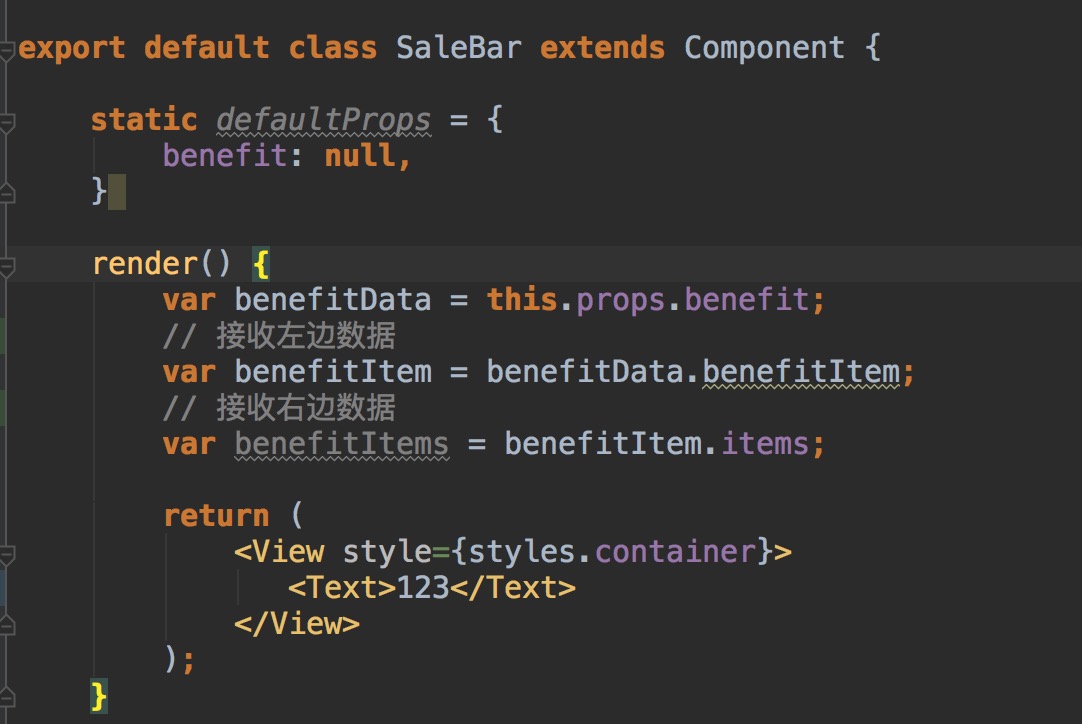 export default class SaleBar extends Component {
static defaultProps = {
benefit: null,
}
render() {
var benefitData = this.props.benefit;
// 接收左边数据
var benefitItem = benefitData.benefitItem;
// 接收右边数据
var benefitItems = benefitItem.items;
return (
<View style={styles.container}>
<Text>123</Text>
</View>
);
}